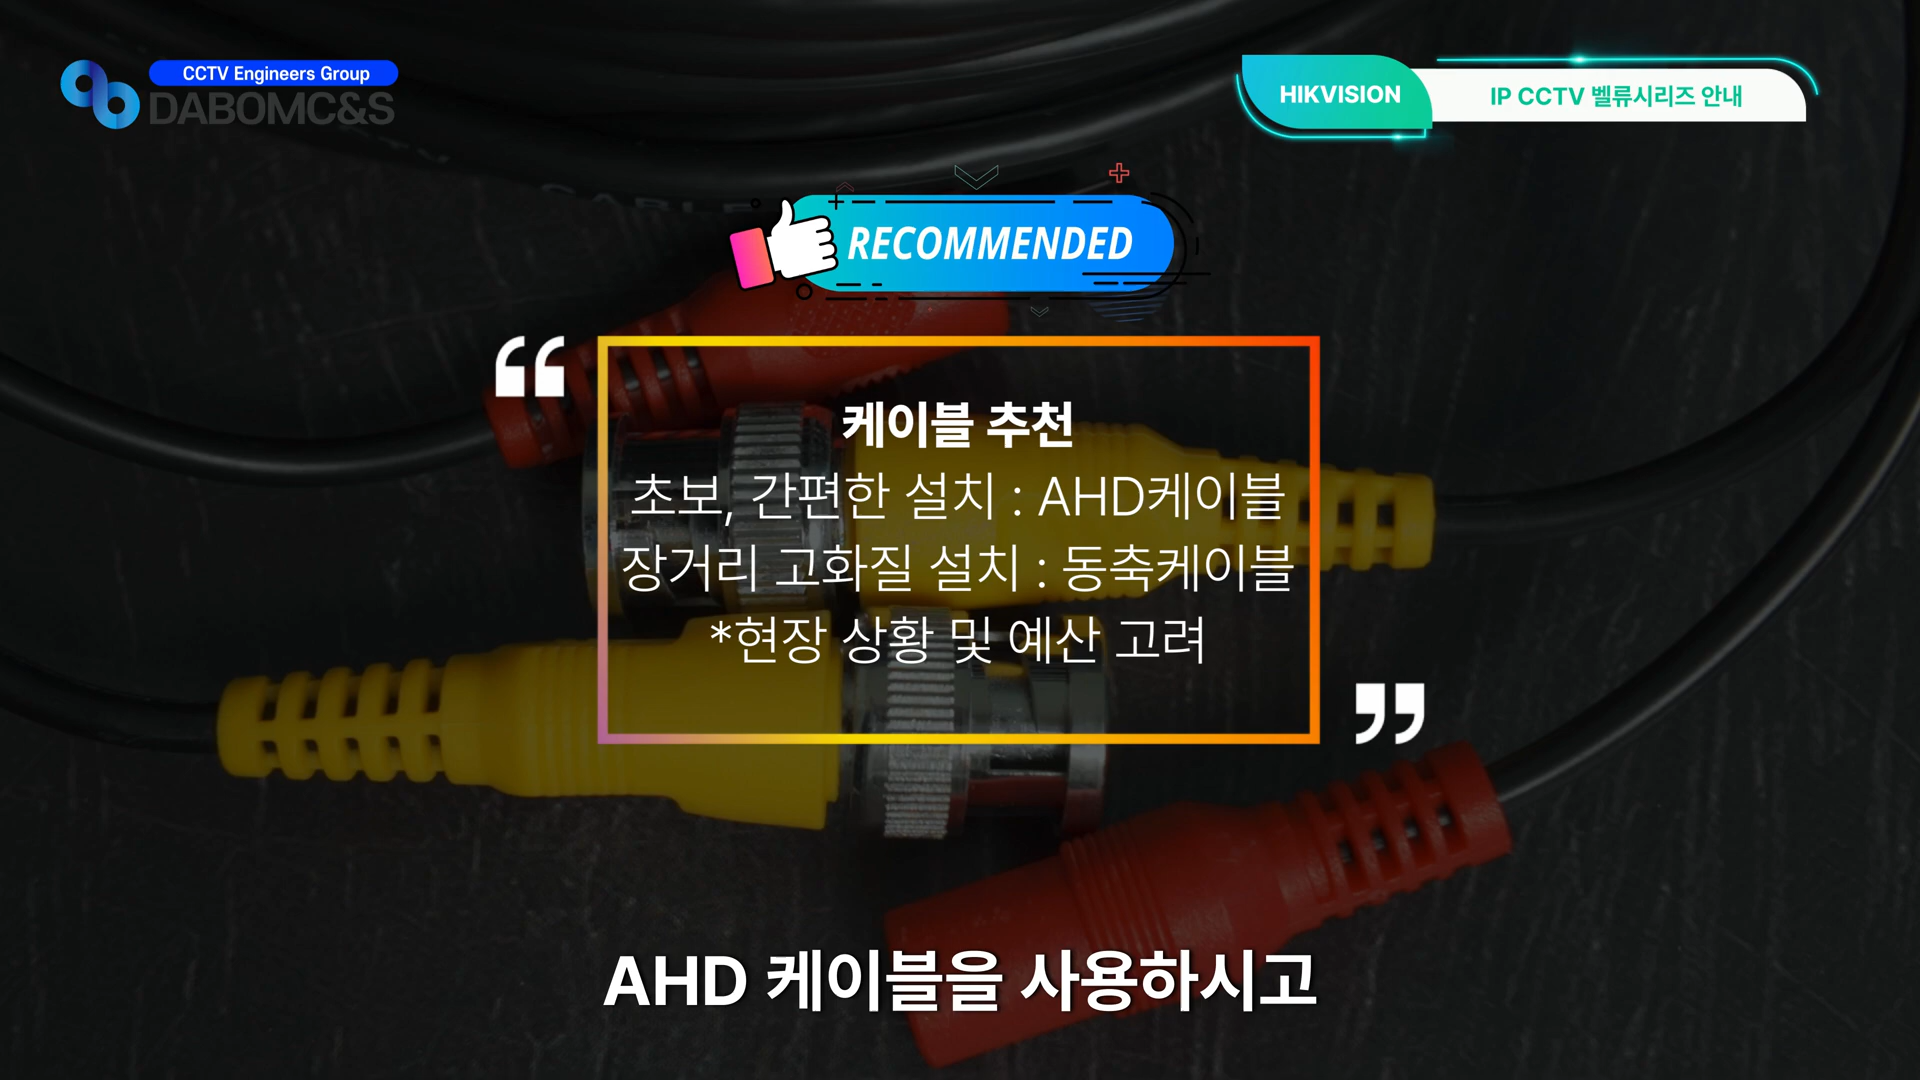 CCTV Engineers Group
DABOMC&S
HIKVISION
IP CCTV 벨류시리즈 안내
RECOMMENDED
“
케이블 추천
초보, 간편한 설치 : AHD케이블
장거리 고화질 설치 : 동축케이블
*현장 상황 및 예산 고려
”
AHD 케이블을 사용하시고